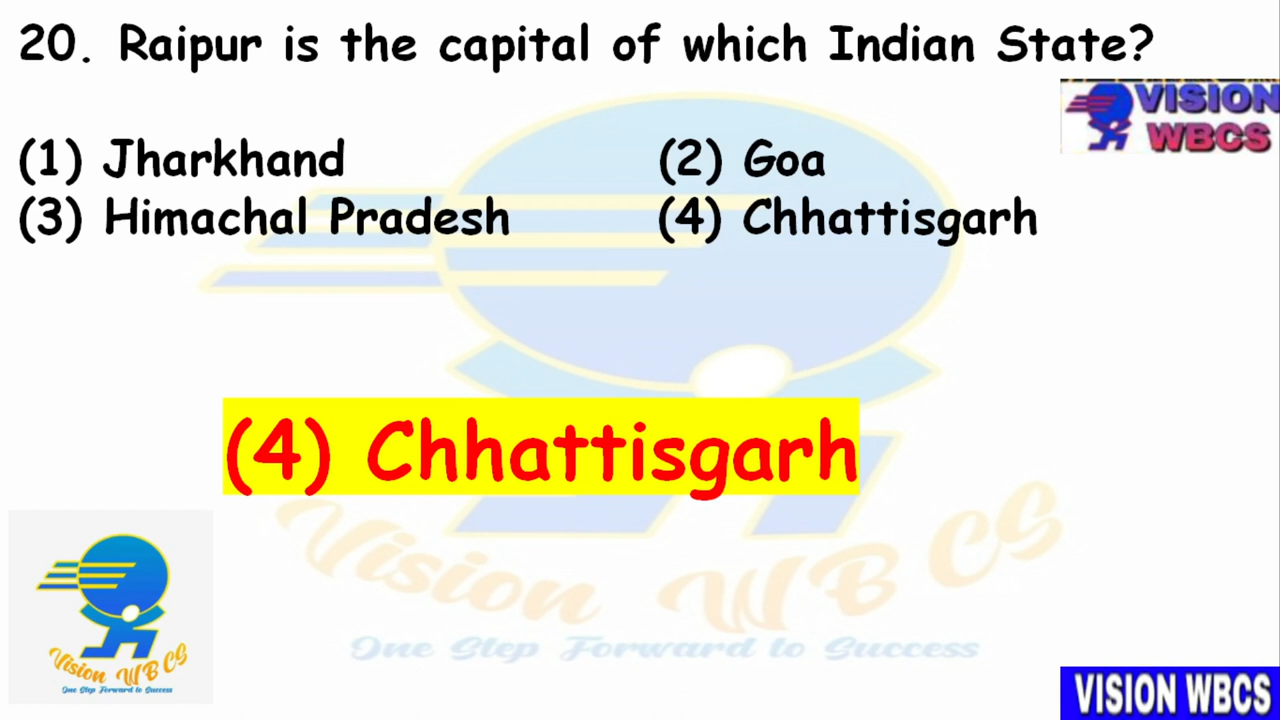 20. Raipur is the capital of which Indian State?
VISION
WBCS
(1) Jharkhand (2) Goa
(3) Himachal Pradesh (4) Chhattisgarh
(4) Chhattisgarh
Vision WBCS
One Step Forward to Success
Vision WBCS
One Step Forward to Success
VISION WBCS